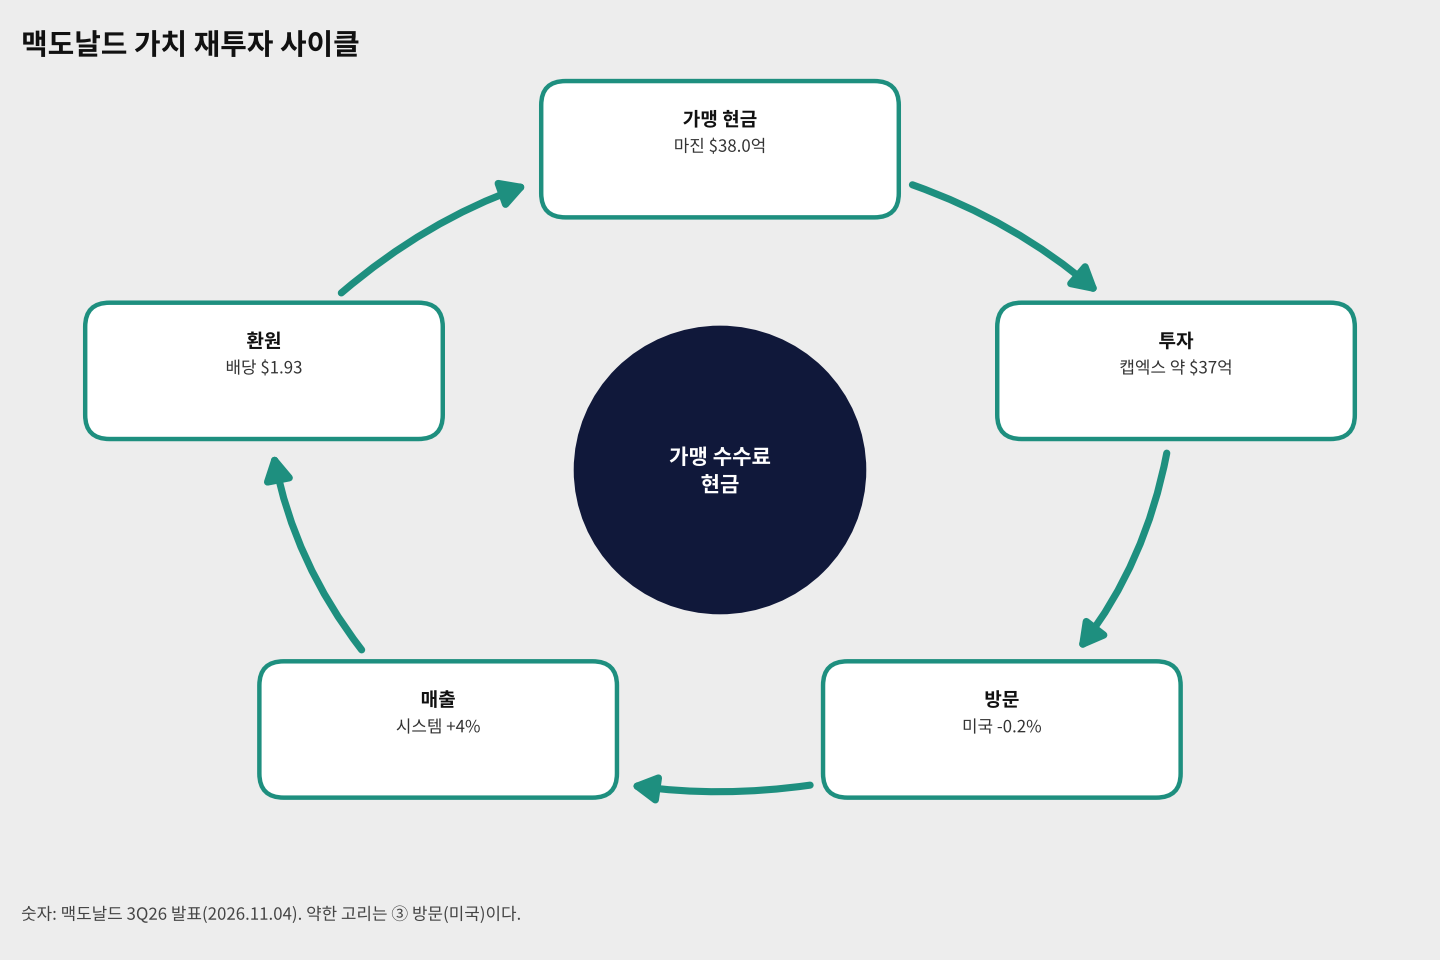 맥도날드 가치 재투자 사이클
가맹 현금
마진 $38.0억
환원
배당 $1.93
투자
캡엑스 약 $37억
가맹 수수료
현금
매출
시스템 +4%
방문
미국 -0.2%
숫자: 맥도날드 3Q26 발표(2026.11.04). 약한 고리는 ③ 방문(미국)이다.